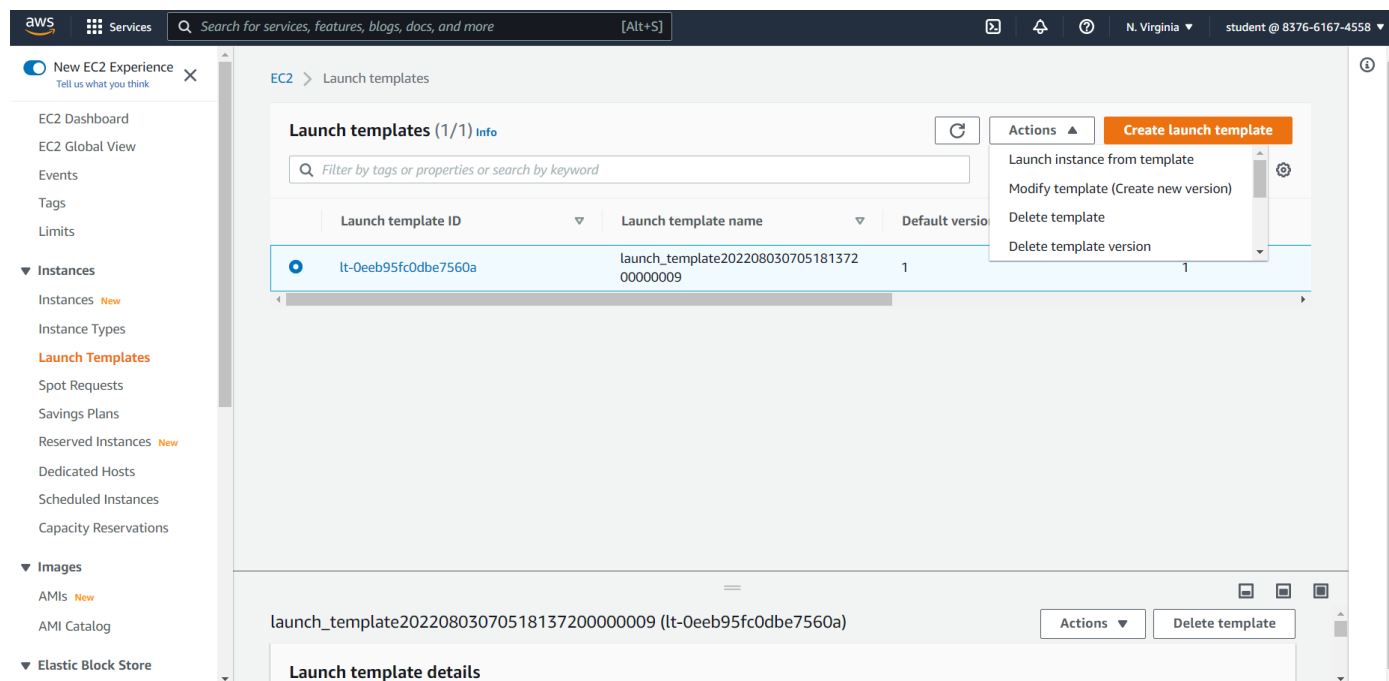 aws
Services
Search for services, features, blogs, docs, and more
[Alt+S]
N. Virginia
student @ 8376-6167-4558
New EC2 Experience
Tell us what you think
EC2 Dashboard
EC2 Global View
Events
Tags
Limits
Instances
Instances New
Instance Types
Launch Templates
Spot Requests
Savings Plans
Reserved Instances New
Dedicated Hosts
Scheduled Instances
Capacity Reservations
Images
AMIs New
AMI Catalog
Elastic Block Store
EC2 > Launch templates
Launch templates (1/1) Info
Actions
Create launch template
Filter by tags or properties or search by keyword
Launch instance from template
Modify template (Create new version)
Delete template
Delete template version
Launch template ID
Launch template name
Default versio
lt-0eeb95fc0dbe7560a
launch_template202208030705181372
00000009
1
1
launch_template20220803070518137200000009 (lt-0eeb95fc0dbe7560a)
Actions
Delete template
Launch template details